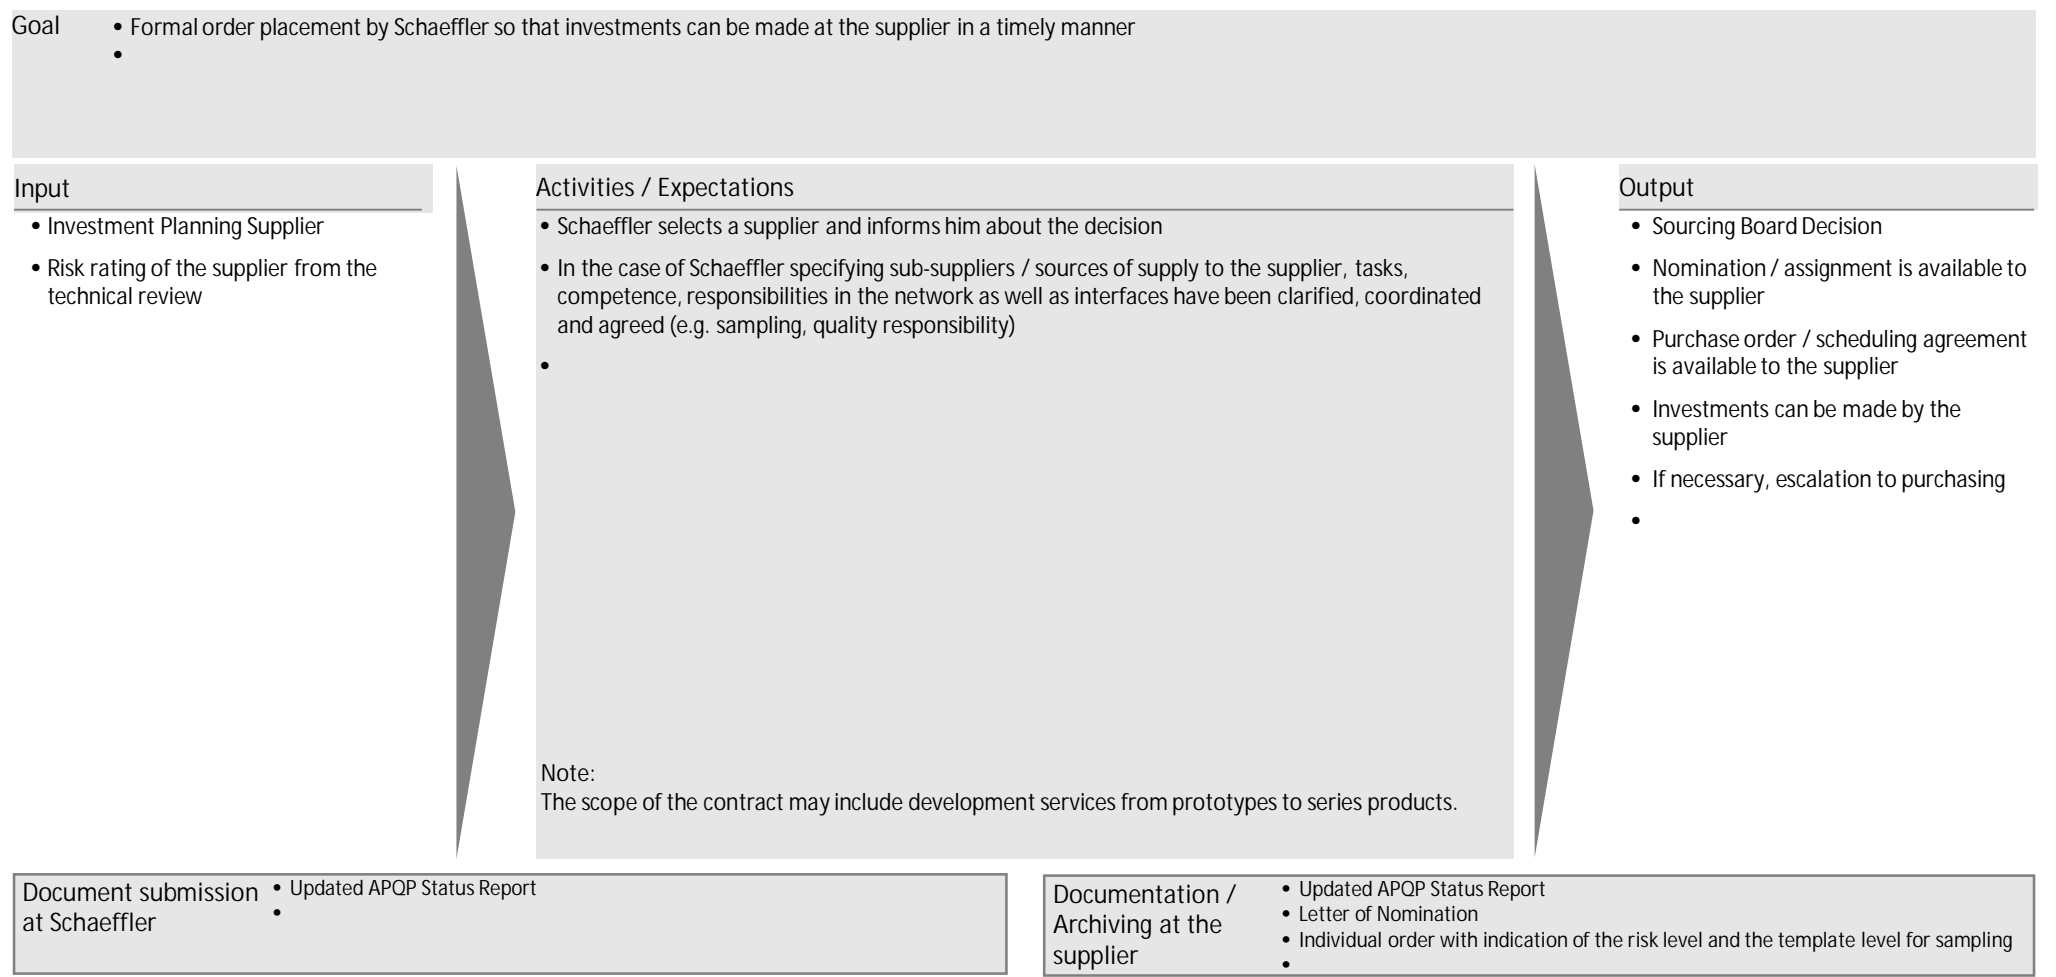 Goal
• Formal order placement by Schaeffler so that investments can be made at the supplier in a timely manner
•
Input
• Investment Planning Supplier
• Risk rating of the supplier from the
technical review
Activities / Expectations
• Schaeffler selects a supplier and informs him about the decision
• In the case of Schaeffler specifying sub-suppliers / sources of supply to the supplier, tasks,
competence, responsibilities in the network as well as interfaces have been clarified, coordinated
and agreed (e.g. sampling, quality responsibility)
•
Note:
The scope of the contract may include development services from prototypes to series products.
Output
• Sourcing Board Decision
• Nomination / assignment is available to
the supplier
• Purchase order / scheduling agreement
is available to the supplier
• Investments can be made by the
supplier
• If necessary, escalation to purchasing
•
Document submission
at Schaeffler
• Updated APQP Status Report
•
Documentation /
Archiving at the
supplier
• Updated APQP Status Report
• Letter of Nomination
• Individual order with indication of the risk level and the template level for sampling
•